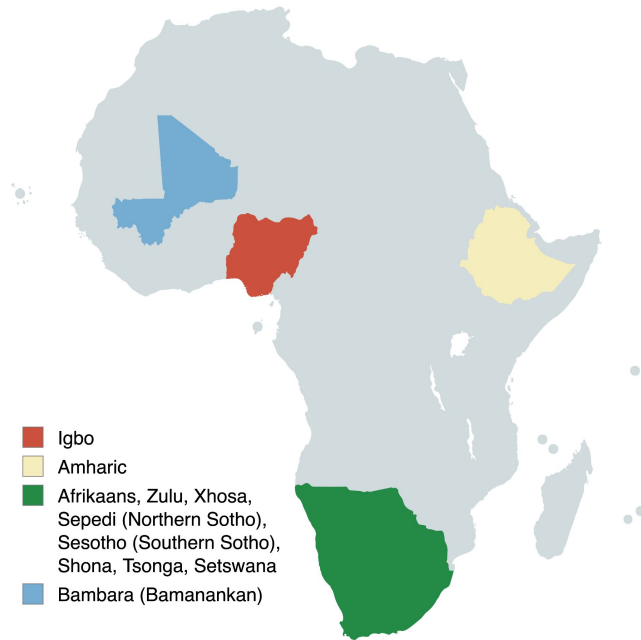 Igbo
Amharic
Afrikaans, Zulu, Xhosa,
Sepedi (Northern Sotho),
Sesotho (Southern Sotho),
Shona, Tsonga, Setswana
Bambara (Bamanankan)